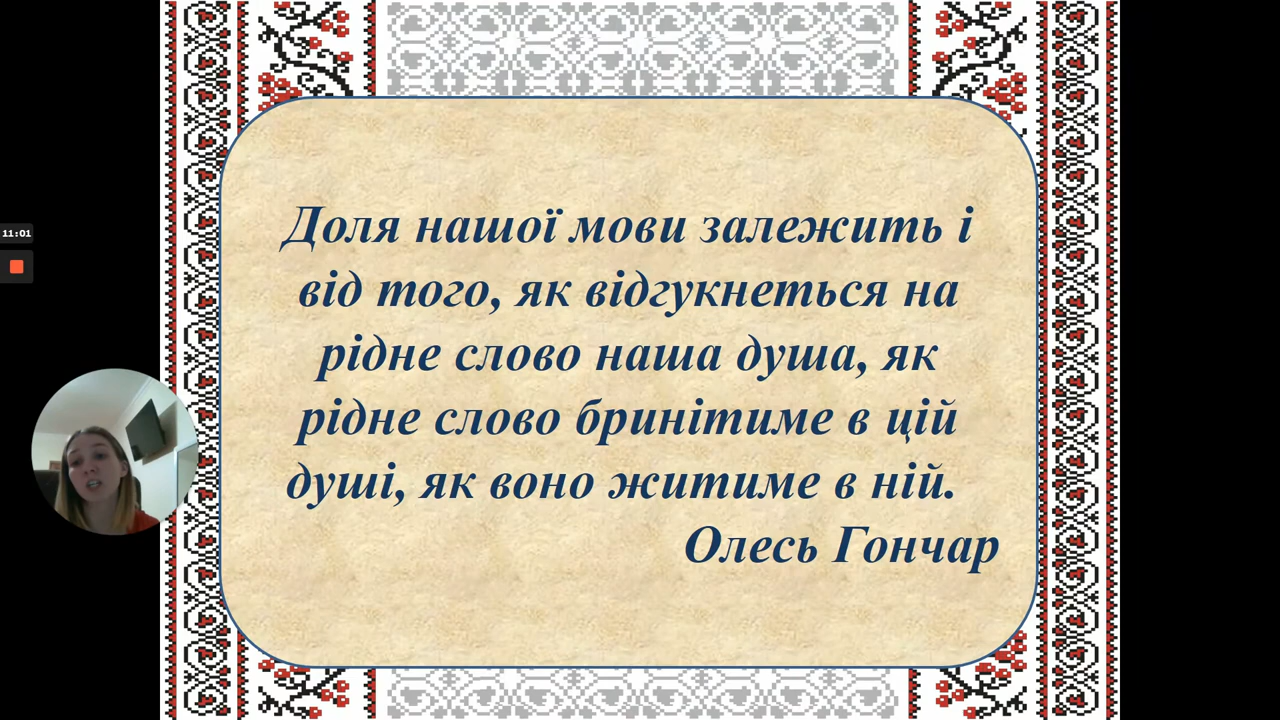 11:01
Доля нашої мови залежить і
від того, як відгукнеться на
рідне слово наша душа, як
рідне слово бринітиме в цій
душі, як воно житиме в ній.
Олесь Гончар